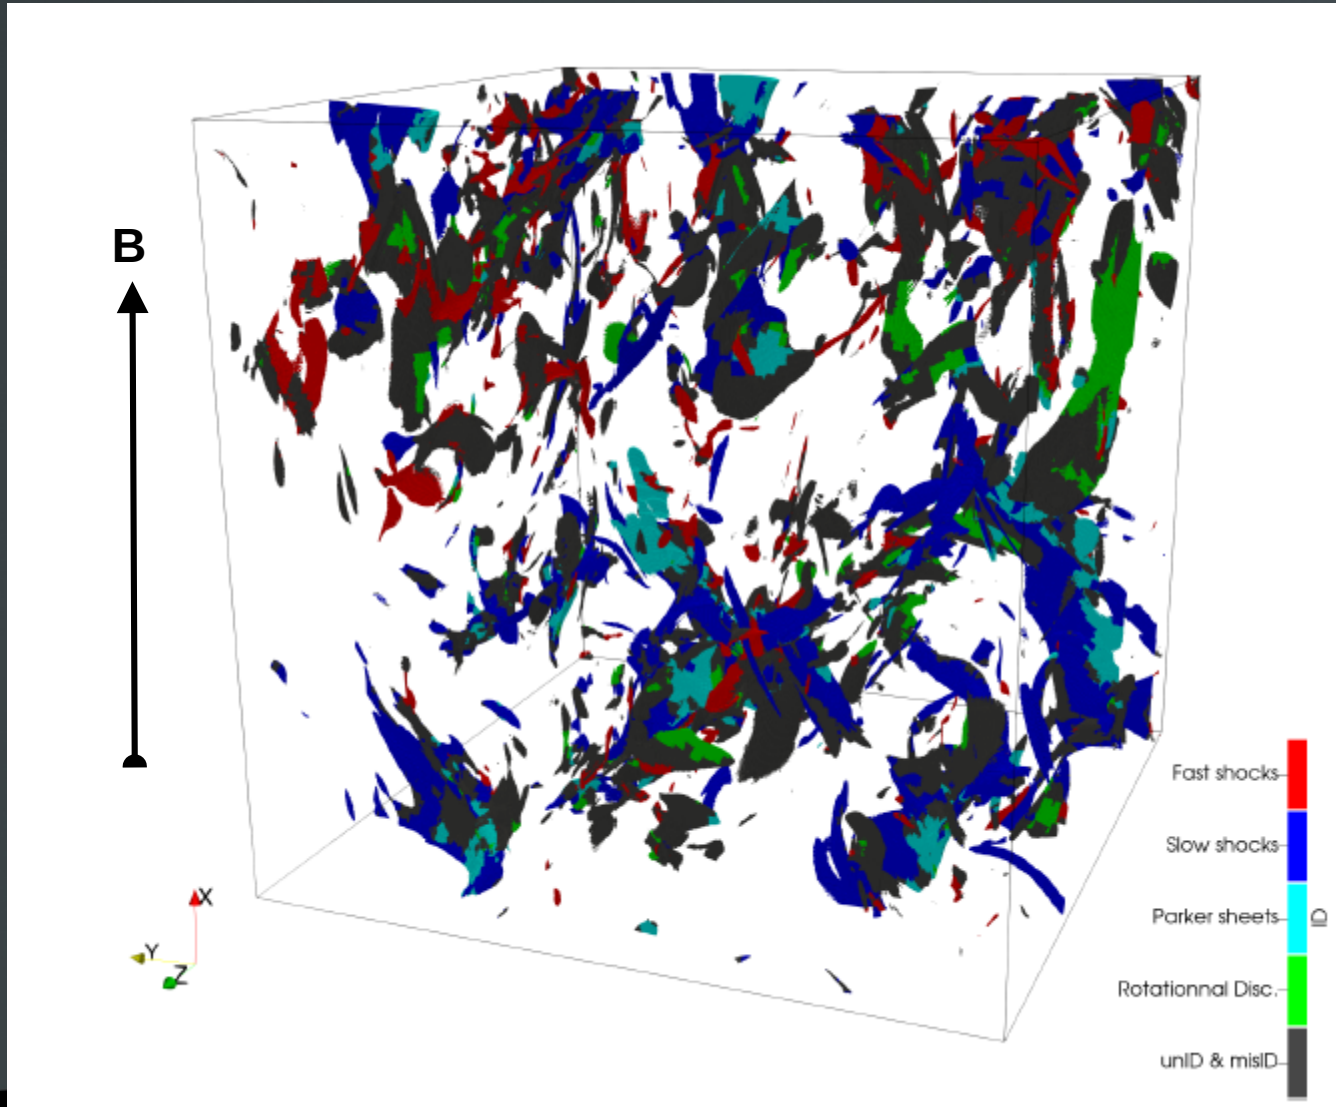 B
X
Y
Z
Fast shocks
Slow shocks
Parker sheets
ID
Rotationnal Disc.
unID & misID